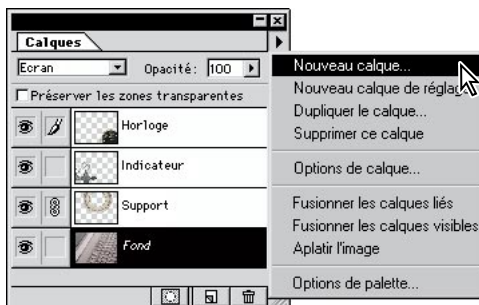 Calques
Ecran Opacité: 100
Préserver les zones transparentes
Horloge
Indicateur
Support
Fond
Nouveau calque...
Nouveau calque de
Dupliquer le calque...
Supprimer ce calque
Options de calque...
Fusionner les calques liés
Fusionner les calques visibles
Aplatir l'image
Options de palette...